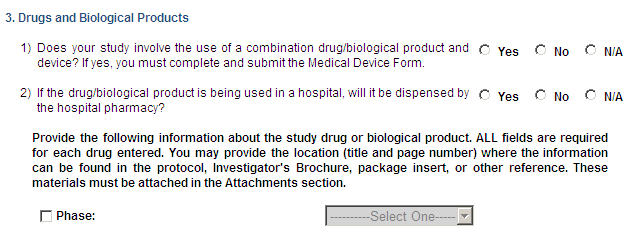 3. Drugs and Biological Products
1) Does your study involve the use of a combination drug/biological product and Yes No N/A
device? If yes, you must complete and submit the Medical Device Form.
2) If the drug/biological product is being used in a hospital, will it be dispensed by Yes No N/A
the hospital pharmacy?
Provide the following information about the study drug or biological product. ALL fields are required
for each drug entered. You may provide the location (title and page number) where the information
can be found in the protocol, Investigator's Brochure, package insert, or other reference. These
materials must be attached in the Attachments section.
Phase: ----------Select One-----